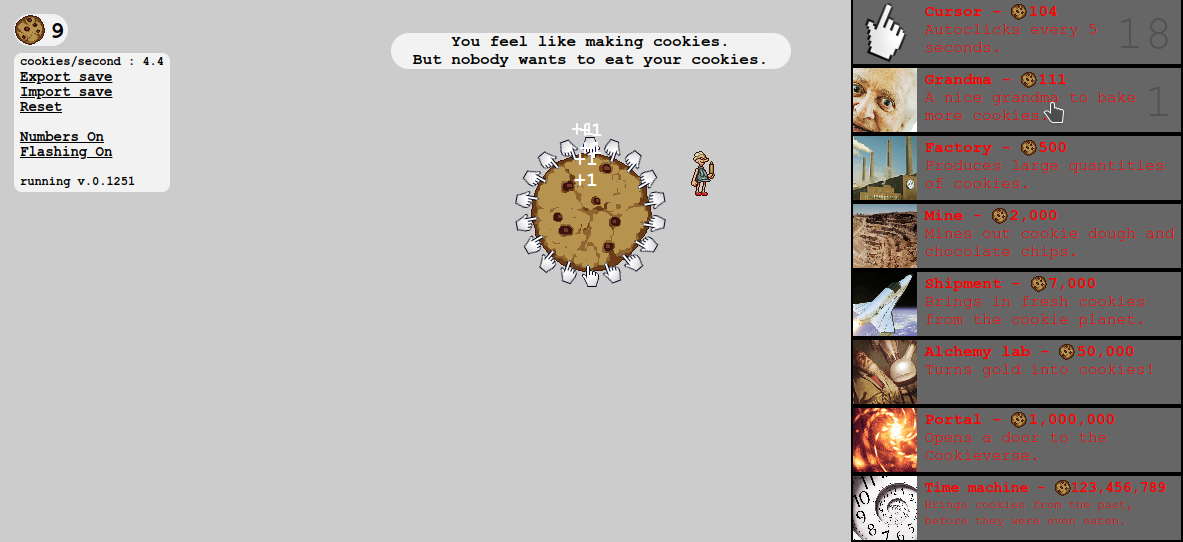 9
cookies/second : 4.4
Export save
Import save
Reset
Numbers On
Flashing On
running v.0.1251
You feel like making cookies.
But nobody wants to eat your cookies.
+1
+1
Cursor - 104
Autoclicks every 5
seconds.
18
Grandma - 111
A nice grandma to bake
more cookies.
1
Factory - 500
Produces large quantities
of cookies.
Mine - 2,000
Mines out cookie dough and
chocolate chips.
Shipment - 7,000
Brings in fresh cookies
from the cookie planet.
Alchemy lab - 50,000
Turns gold into cookies!
Portal - 1,000,000
Opens a door to the
Cookieverse.
Time machine - 123,456,789
Brings cookies from the past,
before they were even eaten.